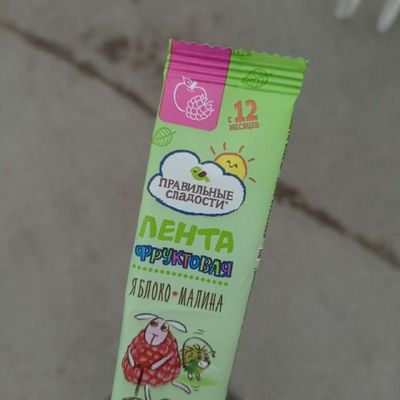 с 12
месяцев
ПРАВИЛЬНЫЕ
СЛАДОСТИ®
ЛЕНТА
ФРУКТОВАЯ
ЯБЛОКО•МАЛИНА